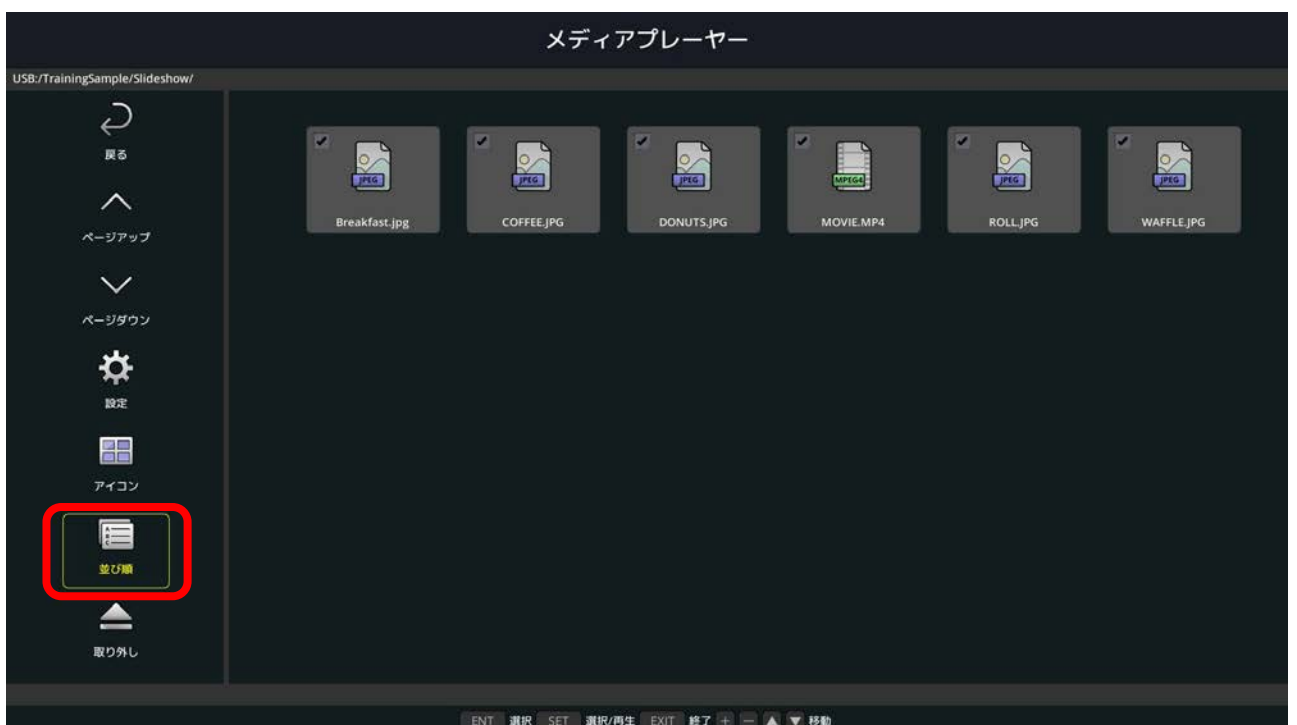 メディアプレーヤー
USB:/TrainingSample/Slideshow/
戻る
ページアップ
ページダウン
設定
アイコン
A
B
C
並び順
取り外し
JPEG
Breakfast.jpg
JPEG
COFFEE.JPG
JPEG
DONUTS.JPG
MPEG4
MOVIE.MP4
JPEG
ROLL.JPG
JPEG
WAFFLE.JPG
ENT 選択 SET 選択/再生 EXIT 終了 + － ▲ ▼ 移動